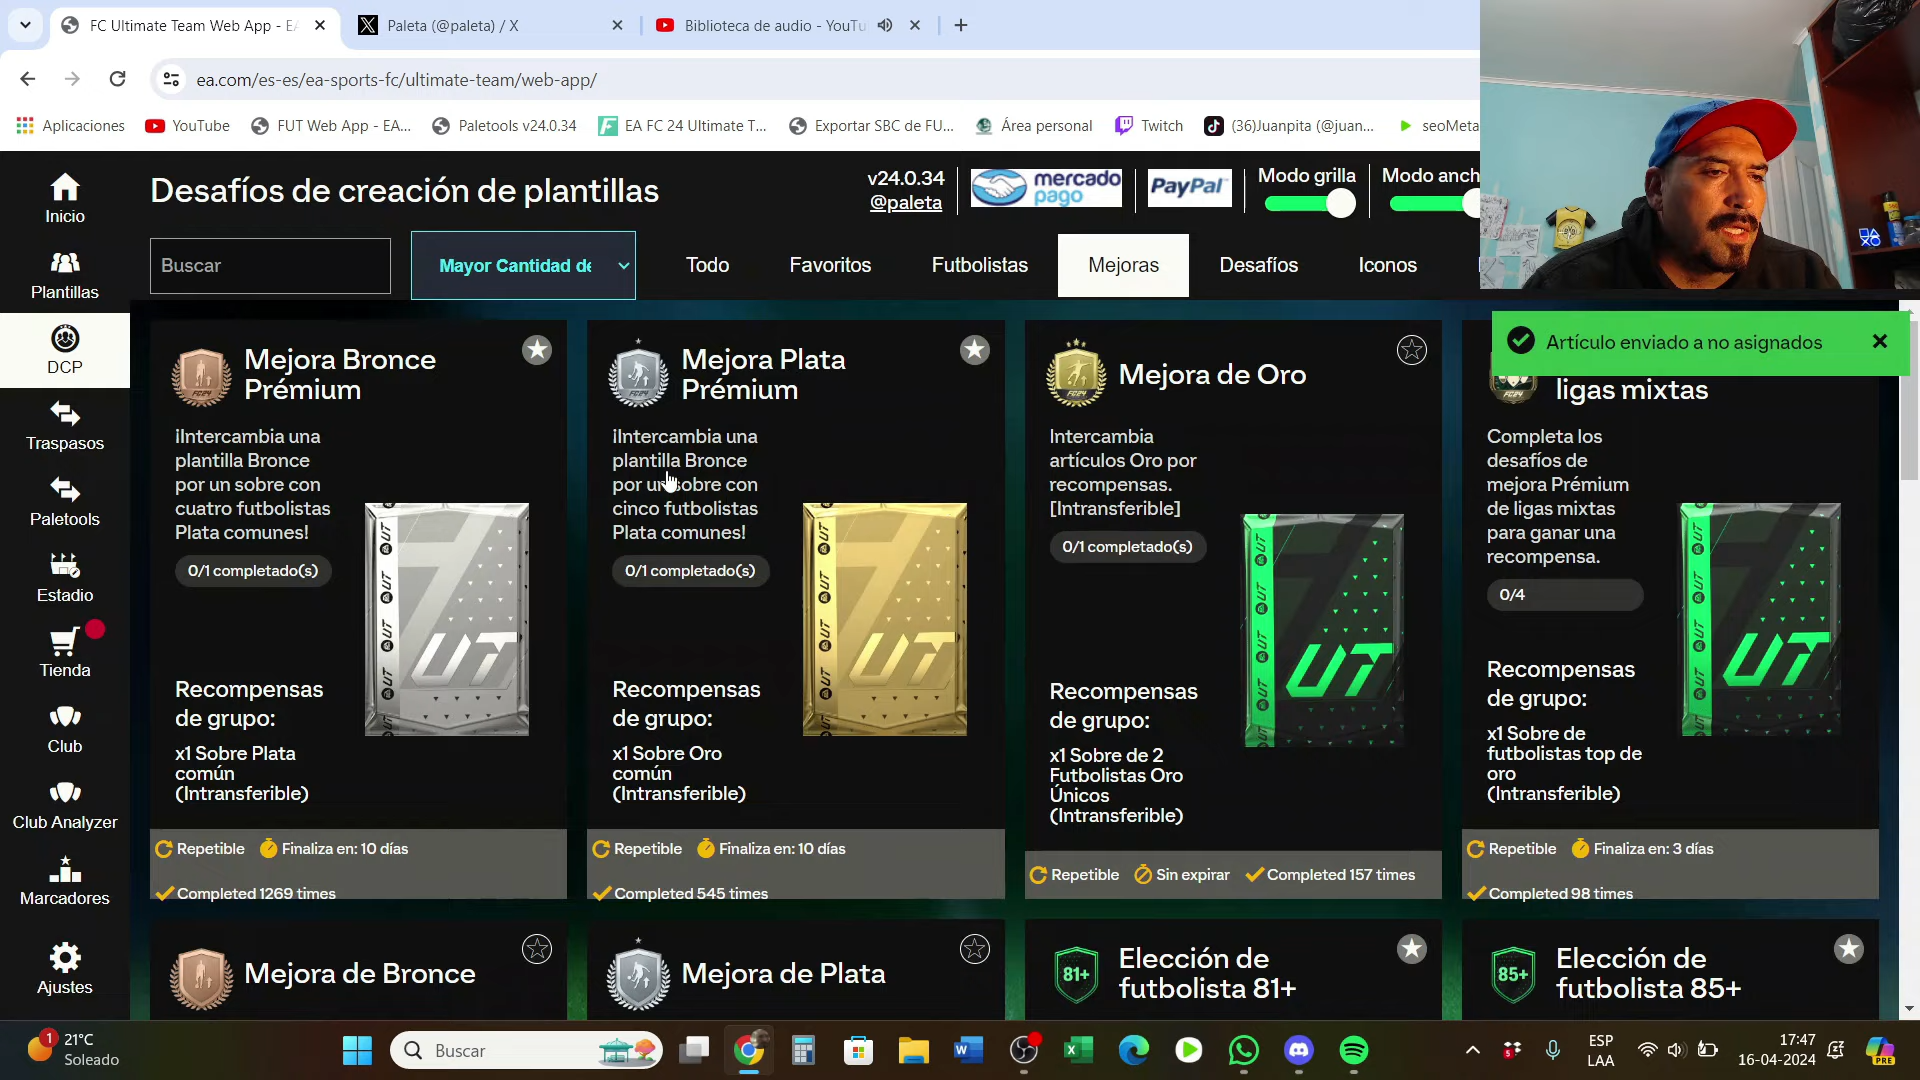 FC Ultimate Team Web App - EA
Paleta (@paleta) / X
Biblioteca de audio - YouTu
ea.com/es-es/ea-sports-fc/ultimate-team/web-app/
Aplicaciones
YouTube
FUT Web App - EA...
Paletools v24.0.34
EA FC 24 Ultimate T...
Exportar SBC de FU...
Área personal
Twitch
(36)Juanpita (@juan...
seoMeta
Desafíos de creación de plantillas
v24.0.34
@paleta
mercado
pago
PayPal
Modo grilla
Modo anch
Buscar
Mayor Cantidad de
Todo
Favoritos
Futbolistas
Mejoras
Desafíos
Iconos
Inicio
Plantillas
DCP
Traspasos
Paletools
Estadio
Tienda
Club
Club Analyzer
Marcadores
Ajustes
Artículo enviado a no asignados
Mejora Bronce
Prémium
¡Intercambia una
plantilla Bronce
por un sobre con
cuatro futbolistas
Plata comunes!
0/1 completado(s)
Recompensas
de grupo:
x1 Sobre Plata
común
(Intransferible)
Repetible
Finaliza en: 10 días
Completed 1269 times
Mejora Plata
Prémium
¡Intercambia una
plantilla Bronce
por un sobre con
cinco futbolistas
Plata comunes!
0/1 completado(s)
Recompensas
de grupo:
x1 Sobre Oro
común
(Intransferible)
Repetible
Finaliza en: 10 días
Completed 545 times
Mejora de Oro
Intercambia
artículos Oro por
recompensas.
[Intransferible]
0/1 completado(s)
Recompensas
de grupo:
x1 Sobre de 2
Futbolistas Oro
Únicos
(Intransferible)
Repetible
Sin expirar
Completed 157 times
ligas mixtas
Completa los
desafíos de
mejora Prémium
de ligas mixtas
para ganar una
recompensa.
0/4
Recompensas
de grupo:
x1 Sobre de
futbolistas top de
oro
(Intransferible)
Repetible
Finaliza en: 3 días
Completed 98 times
Mejora de Bronce
Mejora de Plata
81+
Elección de
futbolista 81+
85+
Elección de
futbolista 85+
1
21°C
Soleado
Buscar
ESP
LAA
17:47
16-04-2024